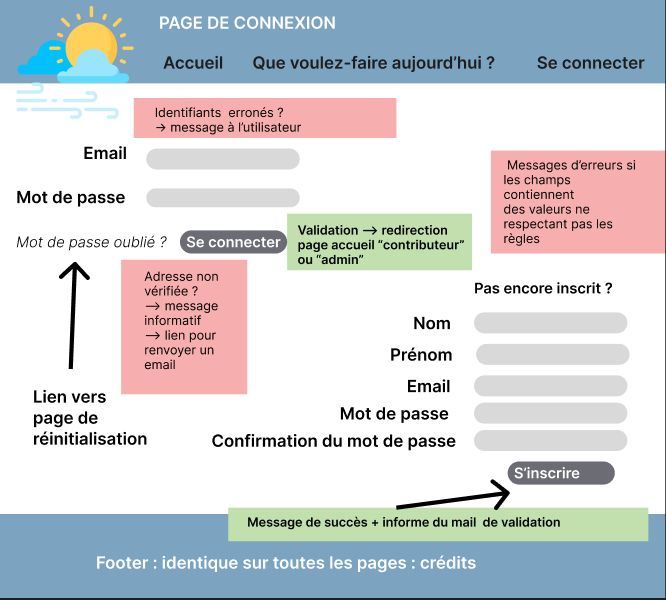 PAGE DE CONNEXION
Accueil
Que voulez-faire aujourd'hui ?
Se connecter
Identifiants erronés ?
→ message à l'utilisateur
Email
Mot de passe
Mot de passe oublié ?
Se connecter
Validation —> redirection
page accueil “contributeur”
ou “admin”
Messages d'erreurs si
les champs
contiennent
des valeurs ne
respectant pas les
règles
Adresse non
vérifiée ?
—> message
informatif
—> lien pour
renvoyer un
email
Lien vers
page de
réinitialisation
Pas encore inscrit ?
Nom
Prénom
Email
Mot de passe
Confirmation du mot de passe
S'inscrire
Message de succès + informe du mail de validation
Footer : identique sur toutes les pages : crédits